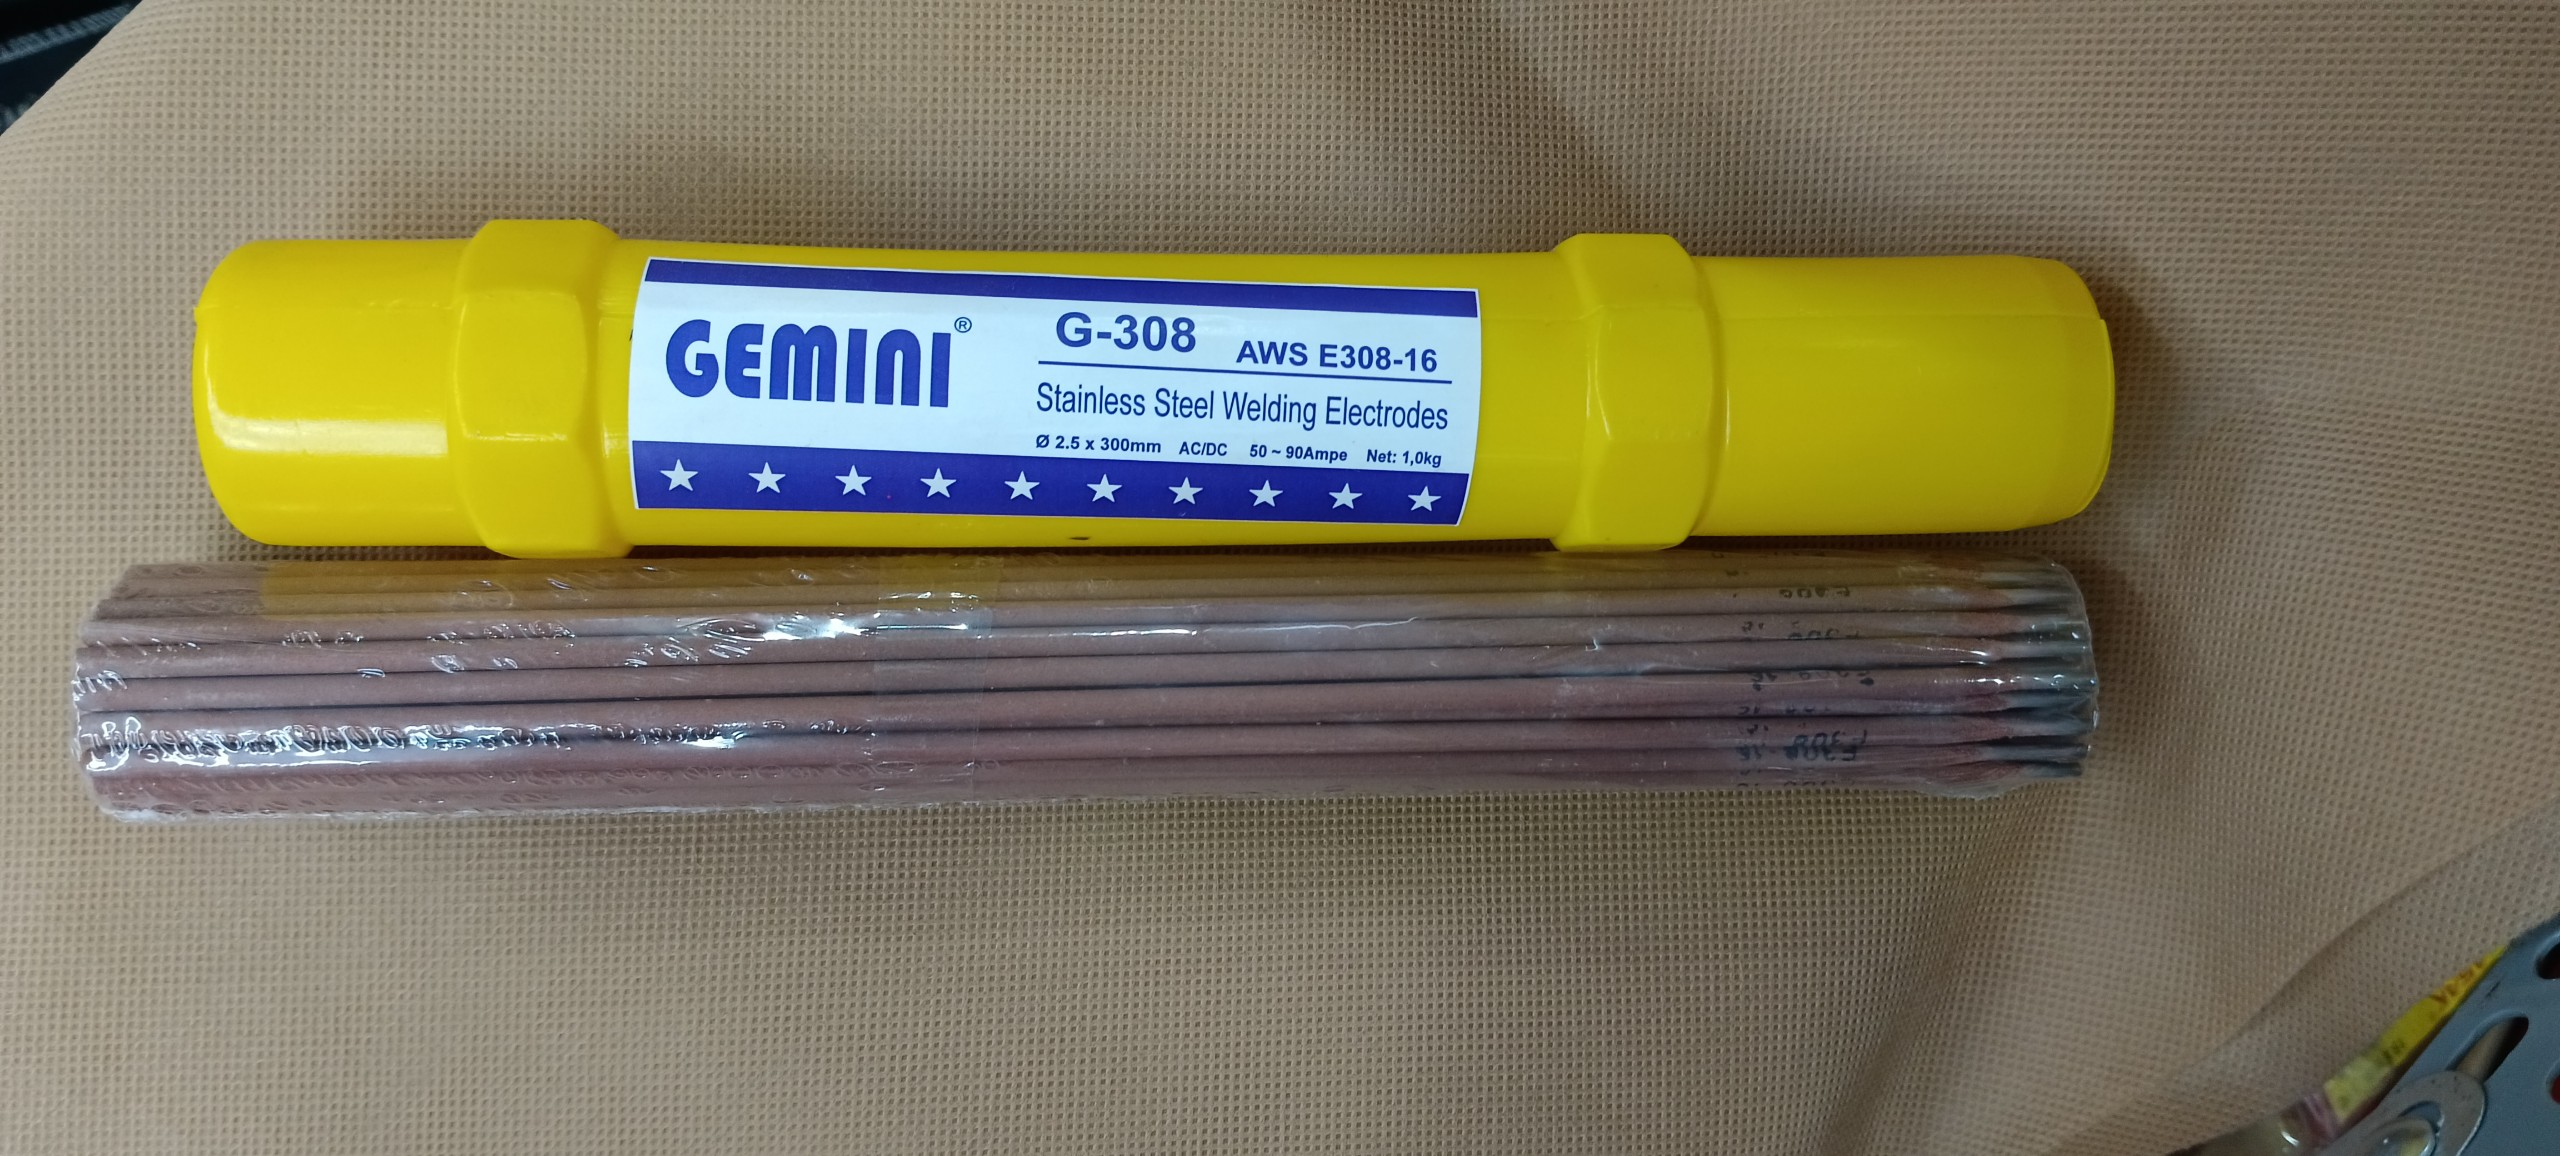 GEMINI®
G-308 AWS E308-16
Stainless Steel Welding Electrodes
Ø 2.5 x 300mm AC/DC 50 ~ 90Ampe Net: 1,0kg